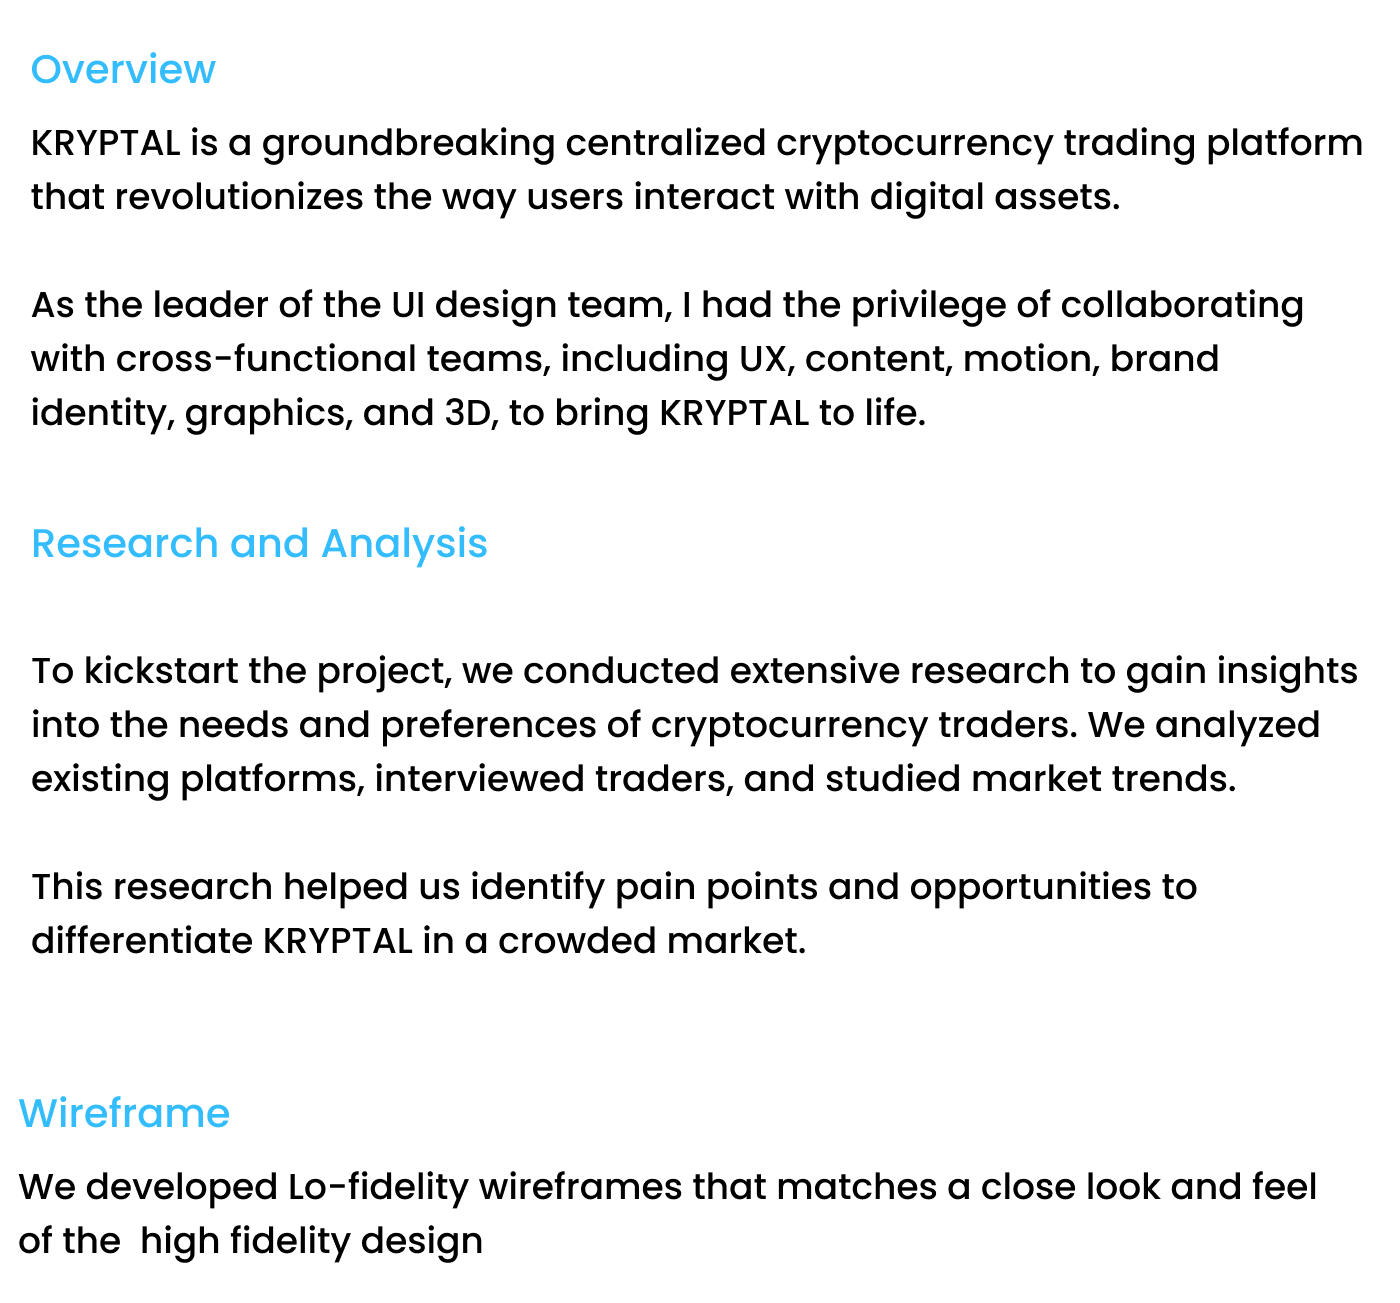 Overview
KRYPTAL is a groundbreaking centralized cryptocurrency trading platform
that revolutionizes the way users interact with digital assets.
As the leader of the UI design team, I had the privilege of collaborating
with cross-functional teams, including UX, content, motion, brand
identity, graphics, and 3D, to bring KRYPTAL to life.
Research and Analysis
To kickstart the project, we conducted extensive research to gain insights
into the needs and preferences of cryptocurrency traders. We analyzed
existing platforms, interviewed traders, and studied market trends.
This research helped us identify pain points and opportunities to
differentiate KRYPTAL in a crowded market.
Wireframe
We developed Lo-fidelity wireframes that matches a close look and feel
of the  high fidelity design